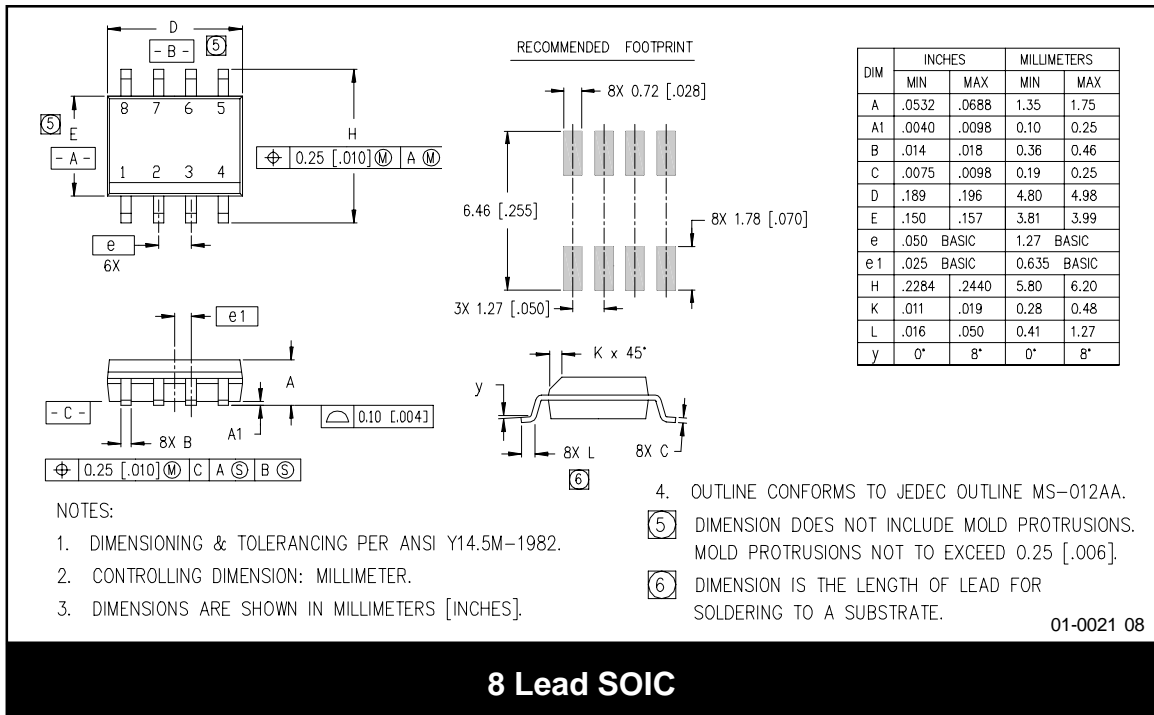 D
- B -
5
8 7 6 5
5
E
- A -
H
⌖ 0.25 [.010] Ⓜ A Ⓜ
1 2 3 4
e
6X
RECOMMENDED FOOTPRINT
8X 0.72 [.028]
6.46 [.255]
8X 1.78 [.070]
3X 1.27 [.050]
DIM INCHES MILLIMETERS
MIN MAX MIN MAX
A .0532 .0688 1.35 1.75
A1 .0040 .0098 0.10 0.25
B .014 .018 0.36 0.46
C .0075 .0098 0.19 0.25
D .189 .196 4.80 4.98
E .150 .157 3.81 3.99
e .050 BASIC 1.27 BASIC
e1 .025 BASIC 0.635 BASIC
H .2284 .2440 5.80 6.20
K .011 .019 0.28 0.48
L .016 .050 0.41 1.27
y 0° 8° 0° 8°
e1
A
- C -
A1
8X B
⌓ 0.10 [.004]
⌖ 0.25 [.010] Ⓜ C A Ⓢ B Ⓢ
K x 45°
y
8X L
8X C
6
NOTES:
1. DIMENSIONING & TOLERANCING PER ANSI Y14.5M-1982.
2. CONTROLLING DIMENSION: MILLIMETER.
3. DIMENSIONS ARE SHOWN IN MILLIMETERS [INCHES].
4. OUTLINE CONFORMS TO JEDEC OUTLINE MS-012AA.
5 DIMENSION DOES NOT INCLUDE MOLD PROTRUSIONS.
MOLD PROTRUSIONS NOT TO EXCEED 0.25 [.006].
6 DIMENSION IS THE LENGTH OF LEAD FOR
SOLDERING TO A SUBSTRATE.
01-0021 08
8 Lead SOIC